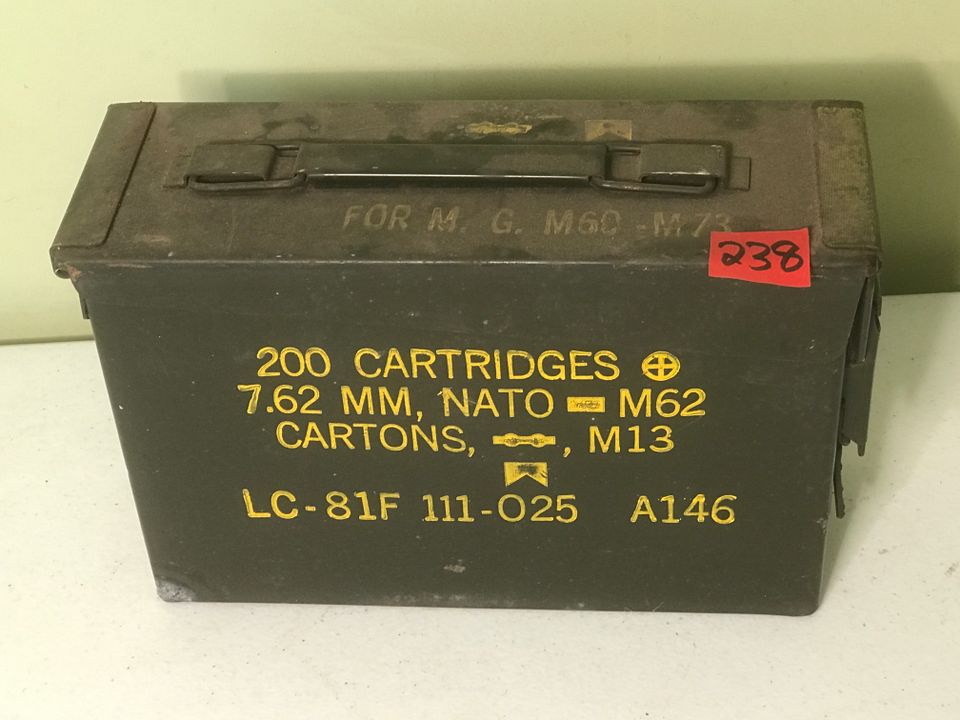 FOR M. G. M60 - M73
238
200 CARTRIDGES
7.62 MM, NATO M62
CARTONS, , M13
LC-81F 111-025 A146